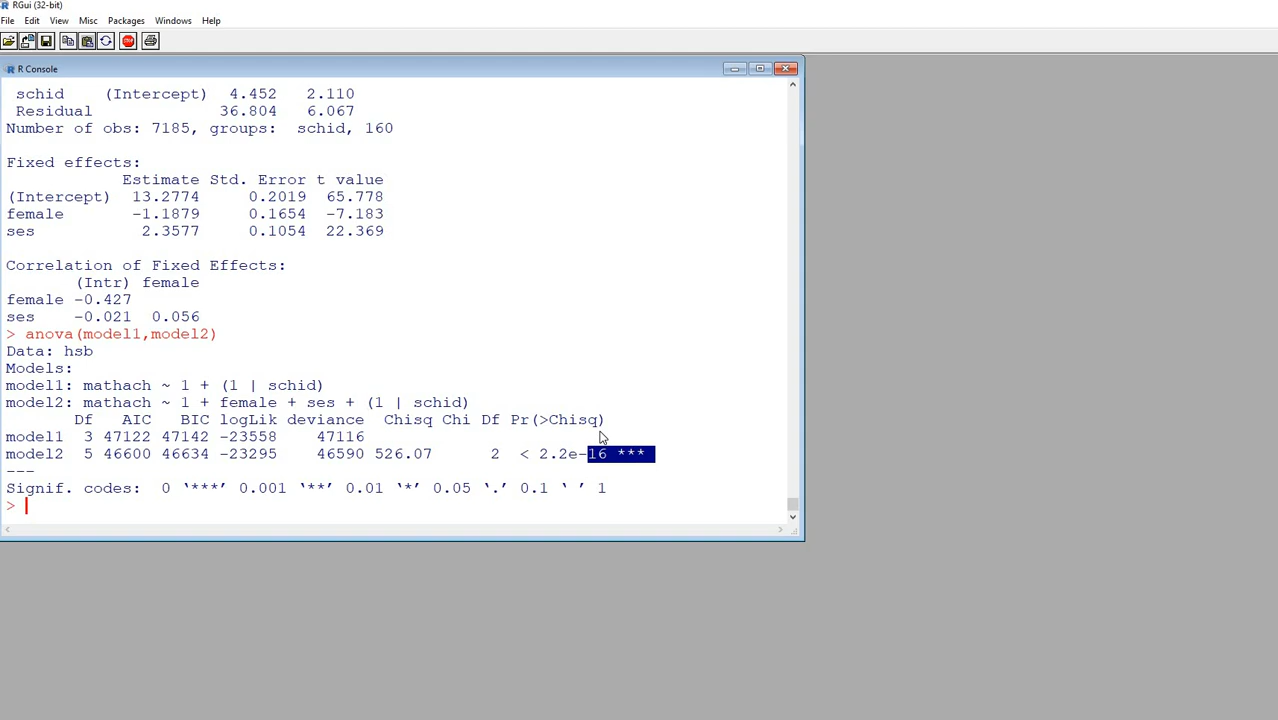 RGui (32-bit)
File Edit View Misc Packages Windows Help
R Console
schid (Intercept) 4.452 2.110
Residual 36.804 6.067
Number of obs: 7185, groups: schid, 160
Fixed effects:
Estimate Std. Error t value
(Intercept) 13.2774 0.2019 65.778
female -1.1879 0.1654 -7.183
ses 2.3577 0.1054 22.369
Correlation of Fixed Effects:
(Intr) female
female -0.427
ses -0.021 0.056
> anova(model1,model2)
Data: hsb
Models:
model1: mathach ~ 1 + (1 | schid)
model2: mathach ~ 1 + female + ses + (1 | schid)
Df AIC BIC logLik deviance Chisq Chi Df Pr(>Chisq)
model1 3 47122 47142 -23558 47116
model2 5 46600 46634 -23295 46590 526.07 2 < 2.2e-16 ***
---
Signif. codes: 0 ‘***’ 0.001 ‘**’ 0.01 ‘*’ 0.05 ‘.’ 0.1 ‘ ’ 1
>